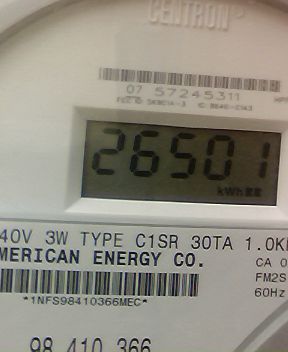 CENTRON®
07 57245311
26501
kWh
40V 3W TYPE C1SR 30TA 1.0K
MERICAN ENERGY CO.
CA 0
FM2S
60Hz
*1NFS98410366MEC*
98 410 366